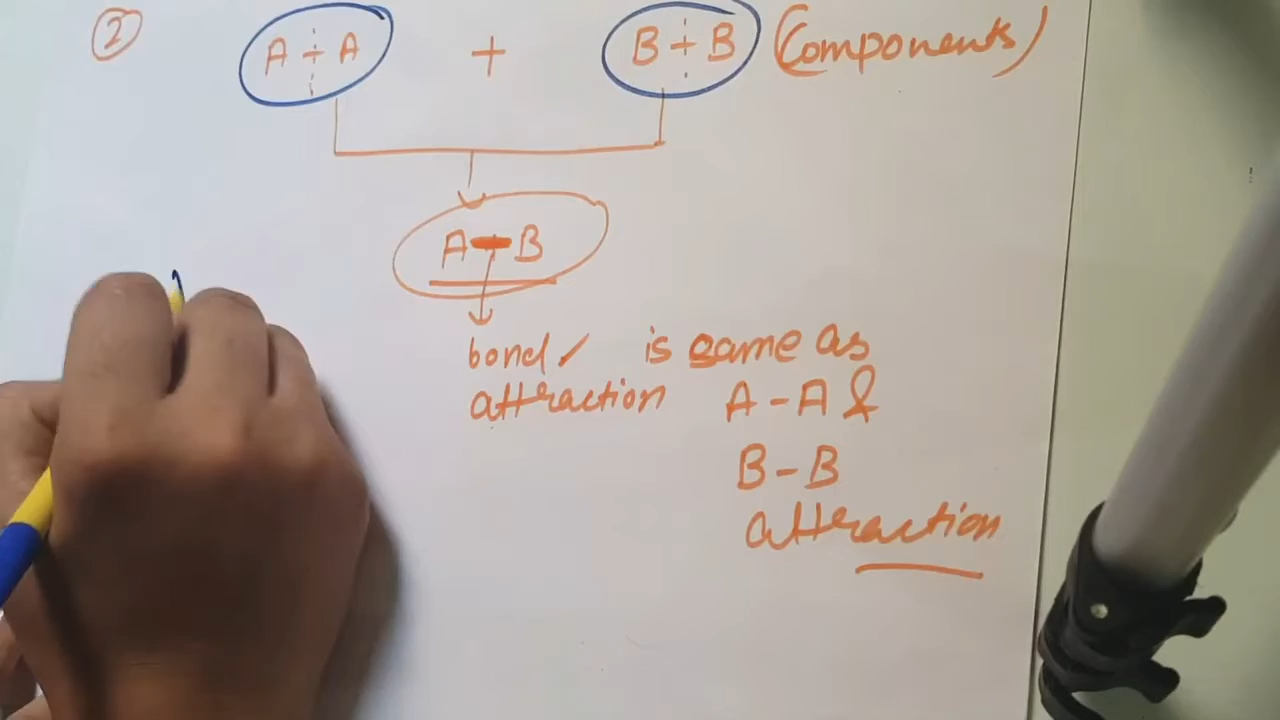 ② A + A + B + B (Components)
A - B
bond/ is same as
attraction A - A &
B - B
attraction